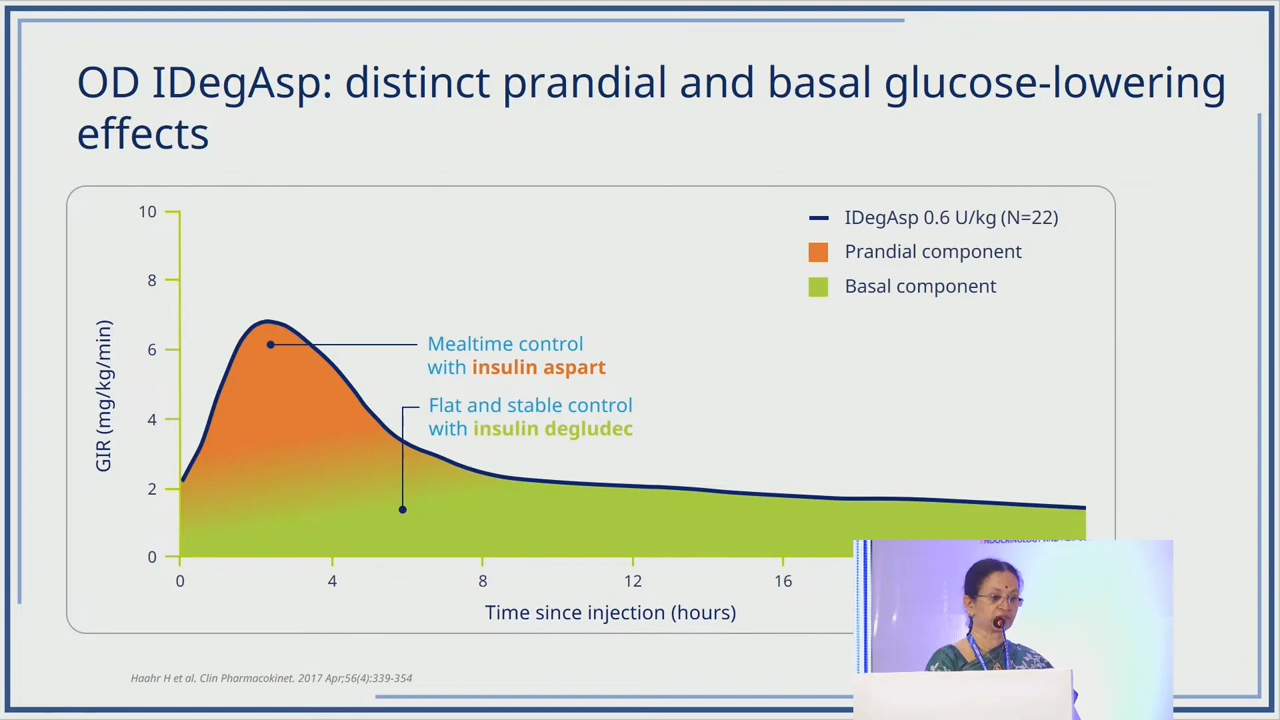 OD IDegAsp: distinct prandial and basal glucose-lowering
effects
10
8
6
4
2
0
GIR (mg/kg/min)
IDegAsp 0.6 U/kg (N=22)
Prandial component
Basal component
Mealtime control
with insulin aspart
Flat and stable control
with insulin degludec
0 4 8 12 16
Time since injection (hours)
Haahr H et al. Clin Pharmacokinet. 2017 Apr;56(4):339-354